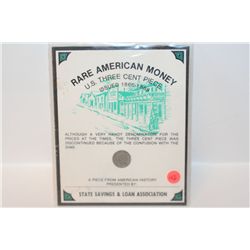 RARE AMERICAN MONEY
U.S. THREE CENT PIECE
ISSUED 1865-
ALTHOUGH A VERY HANDY DENOMINATION FOR THE
PRICES AT THE TIMES, THE THREE CENT PIECE WAS
DISCONTINUED BECAUSE OF THE CONFUSION WITH THE
DIME.
A PIECE FROM AMERICAN HISTORY
PRESENTED BY:
STATE SAVINGS & LOAN ASSOCIATION